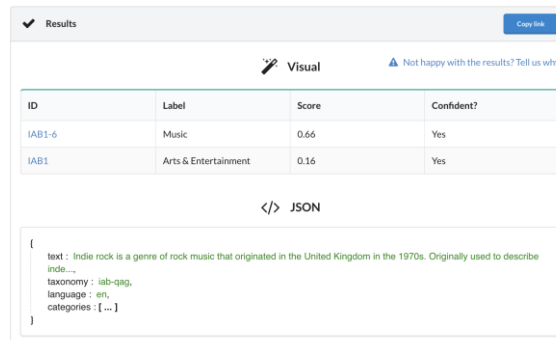 Results
Copy link
Visual
Not happy with the results? Tell us why
ID Label Score Confident?
IAB1-6 Music 0.66 Yes
IAB1 Arts & Entertainment 0.16 Yes
</> JSON
{
text : Indie rock is a genre of rock music that originated in the United Kingdom in the 1970s. Originally used to describe
inde...,
taxonomy : iab-qag,
language : en,
categories : [ ... ]
}